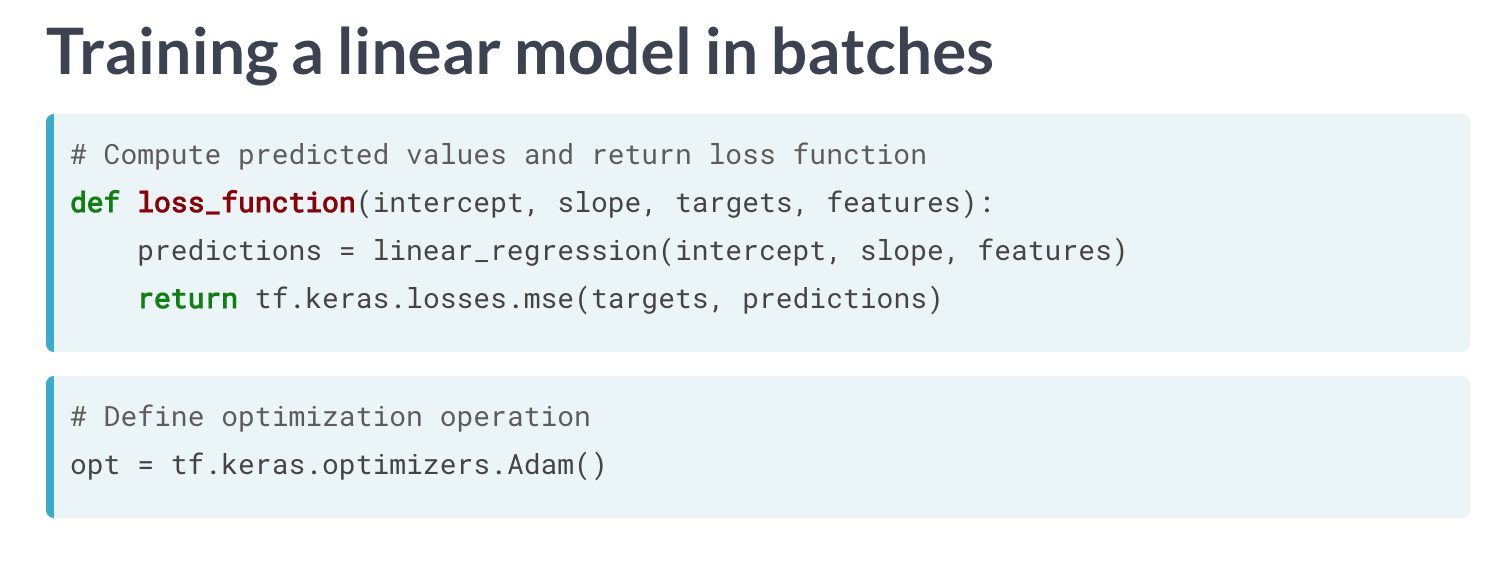 Training a linear model in batches
# Compute predicted values and return loss function
def loss_function(intercept, slope, targets, features):
    predictions = linear_regression(intercept, slope, features)
    return tf.keras.losses.mse(targets, predictions)
# Define optimization operation
opt = tf.keras.optimizers.Adam()